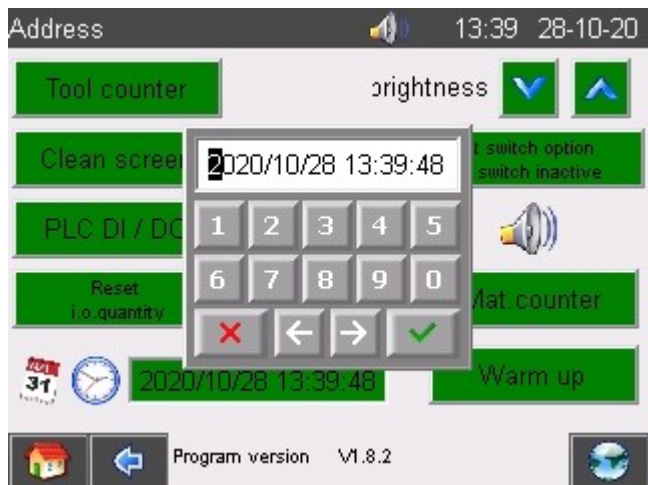 Address 13:39 28-10-20
Tool counter
brightness
Clean screen
t switch option
switch inactive
PLC DI / DO
Reset
i.o.quantity
2020/10/28 13:39:48
1 2 3 4 5
6 7 8 9 0
Mat.counter
31
2020/10/28 13:39:48
Warm up
Program version V1.8.2